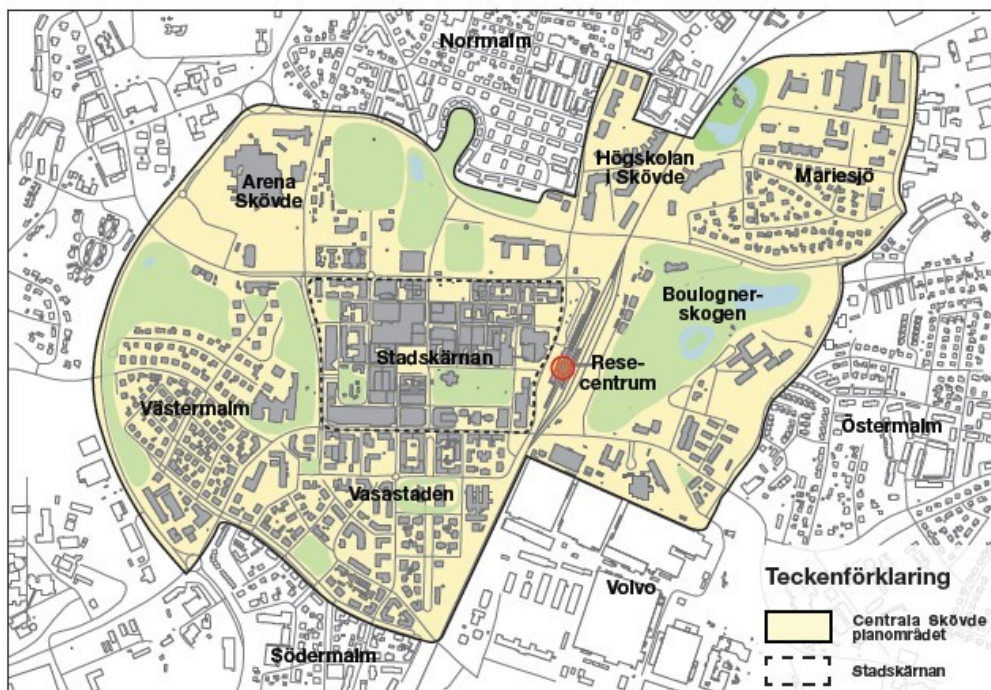 Norrmalm
Högskolan
i Skövde
Mariesjö
Arena
Skövde
Boulogner-
skogen
Stadskärnan
Rese-
centrum
Västermalm
Östermalm
Vasastaden
Volvo
Södermalm
Teckenförklaring
Centrala Skövde
planområdet
Stadskärnan